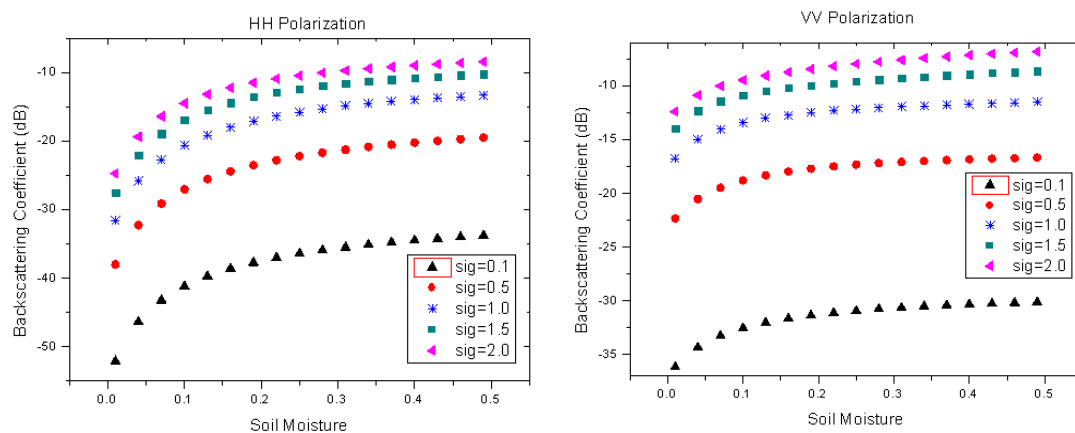 HH Polarization
-10
-20
-30
-40
-50
Backscattering Coefficient (dB)
0.0 0.1 0.2 0.3 0.4 0.5
Soil Moisture
sig=0.1
sig=0.5
sig=1.0
sig=1.5
sig=2.0
VV Polarization
-10
-15
-20
-25
-30
-35
Backscattering Coefficient (dB)
0.0 0.1 0.2 0.3 0.4 0.5
Soil Moisture
sig=0.1
sig=0.5
sig=1.0
sig=1.5
sig=2.0